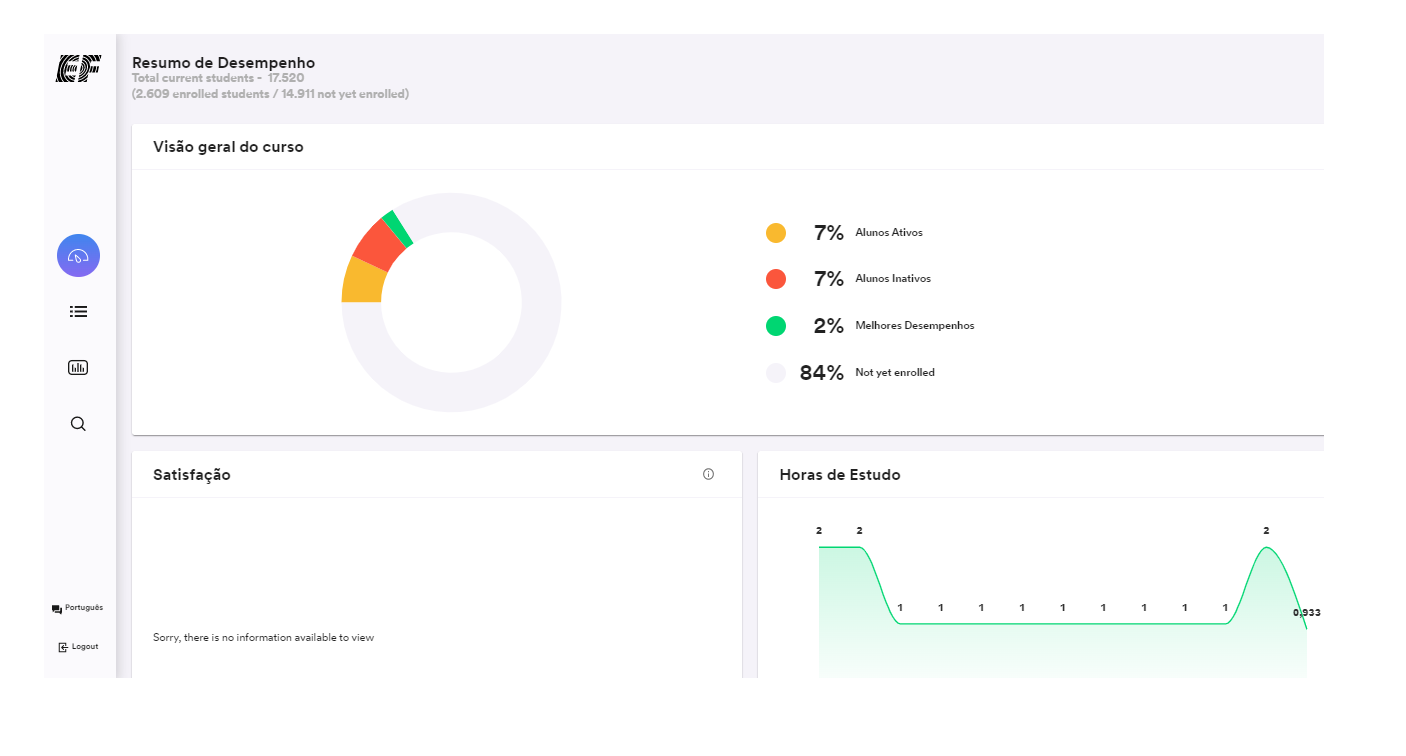 EF
Resumo de Desempenho
Total current students - 17.520
(2.609 enrolled students / 14.911 not yet enrolled)
Visão geral do curso
7% Alunos Ativos
7% Alunos Inativos
2% Melhores Desempenhos
84% Not yet enrolled
Satisfação
Sorry, there is no information available to view
Horas de Estudo
2 2 2
1 1 1 1 1 1 1 1 1 0,933
Português
Logout